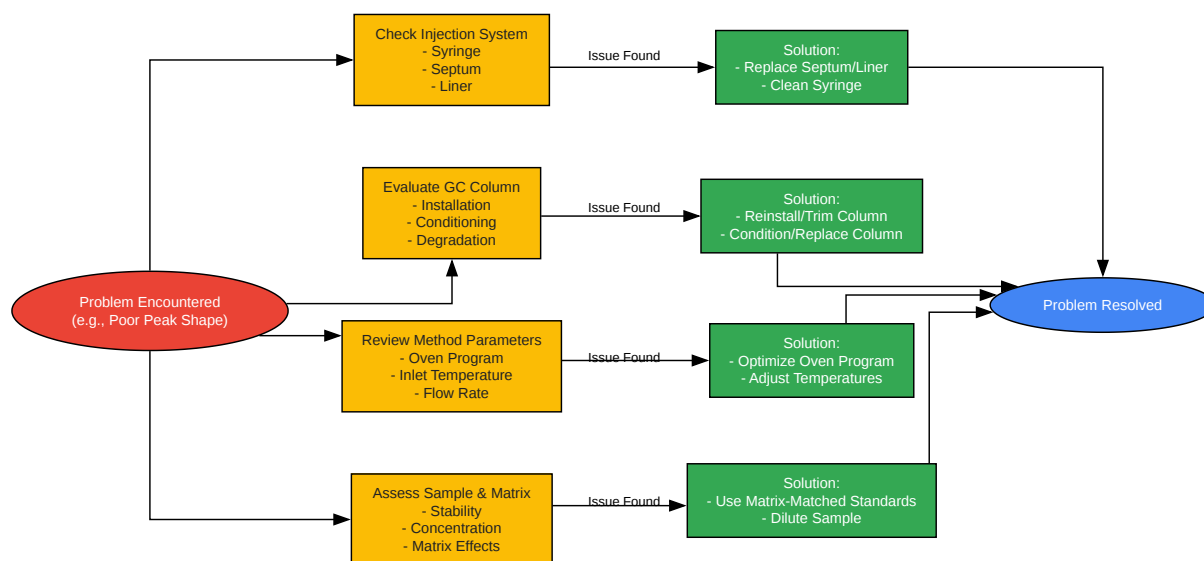 Check Injection System
- Syringe
- Septum
- Liner
Issue Found
Solution:
- Replace Septum/Liner
- Clean Syringe
Evaluate GC Column
- Installation
- Conditioning
- Degradation
Issue Found
Solution:
- Reinstall/Trim Column
- Condition/Replace Column
Problem Encountered
(e.g., Poor Peak Shape)
Problem Resolved
Review Method Parameters
- Oven Program
- Inlet Temperature
- Flow Rate
Issue Found
Solution:
- Optimize Oven Program
- Adjust Temperatures
Assess Sample & Matrix
- Stability
- Concentration
- Matrix Effects
Issue Found
Solution:
- Use Matrix-Matched Standards
- Dilute Sample